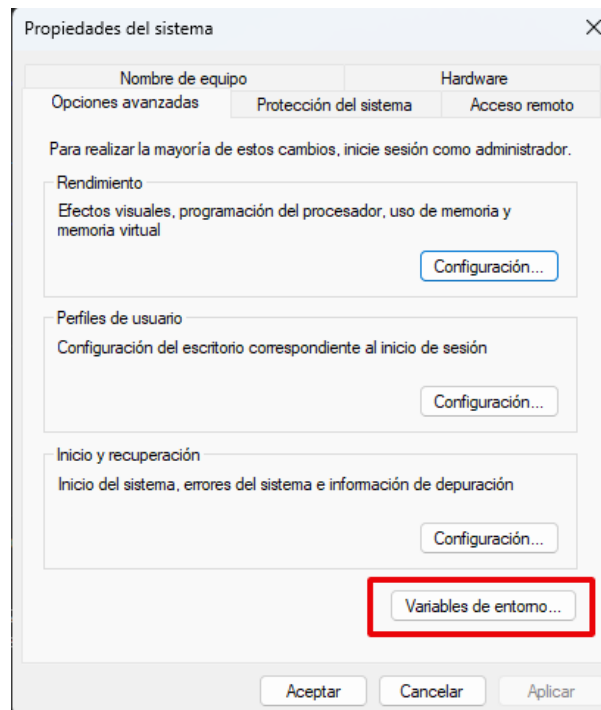 Propiedades del sistema
Nombre de equipo
Hardware
Opciones avanzadas
Protección del sistema
Acceso remoto
Para realizar la mayoría de estos cambios, inicie sesión como administrador.
Rendimiento
Efectos visuales, programación del procesador, uso de memoria y
memoria virtual
Configuración...
Perfiles de usuario
Configuración del escritorio correspondiente al inicio de sesión
Configuración...
Inicio y recuperación
Inicio del sistema, errores del sistema e información de depuración
Configuración...
Variables de entorno...
Aceptar
Cancelar
Aplicar